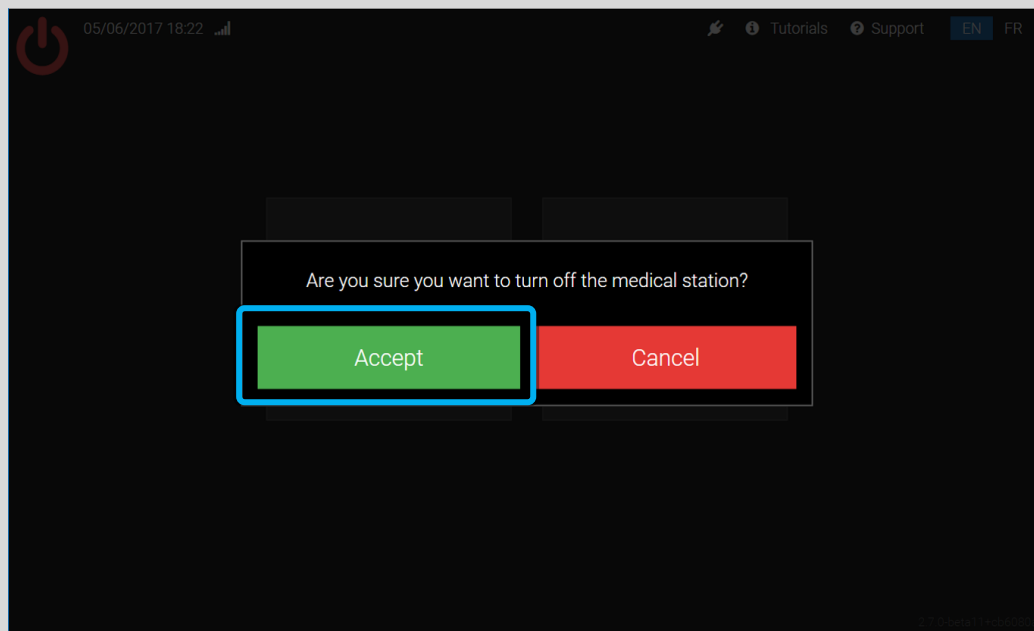 05/06/2017 18:22
Tutorials
Support
EN
FR
Are you sure you want to turn off the medical station?
Accept
Cancel